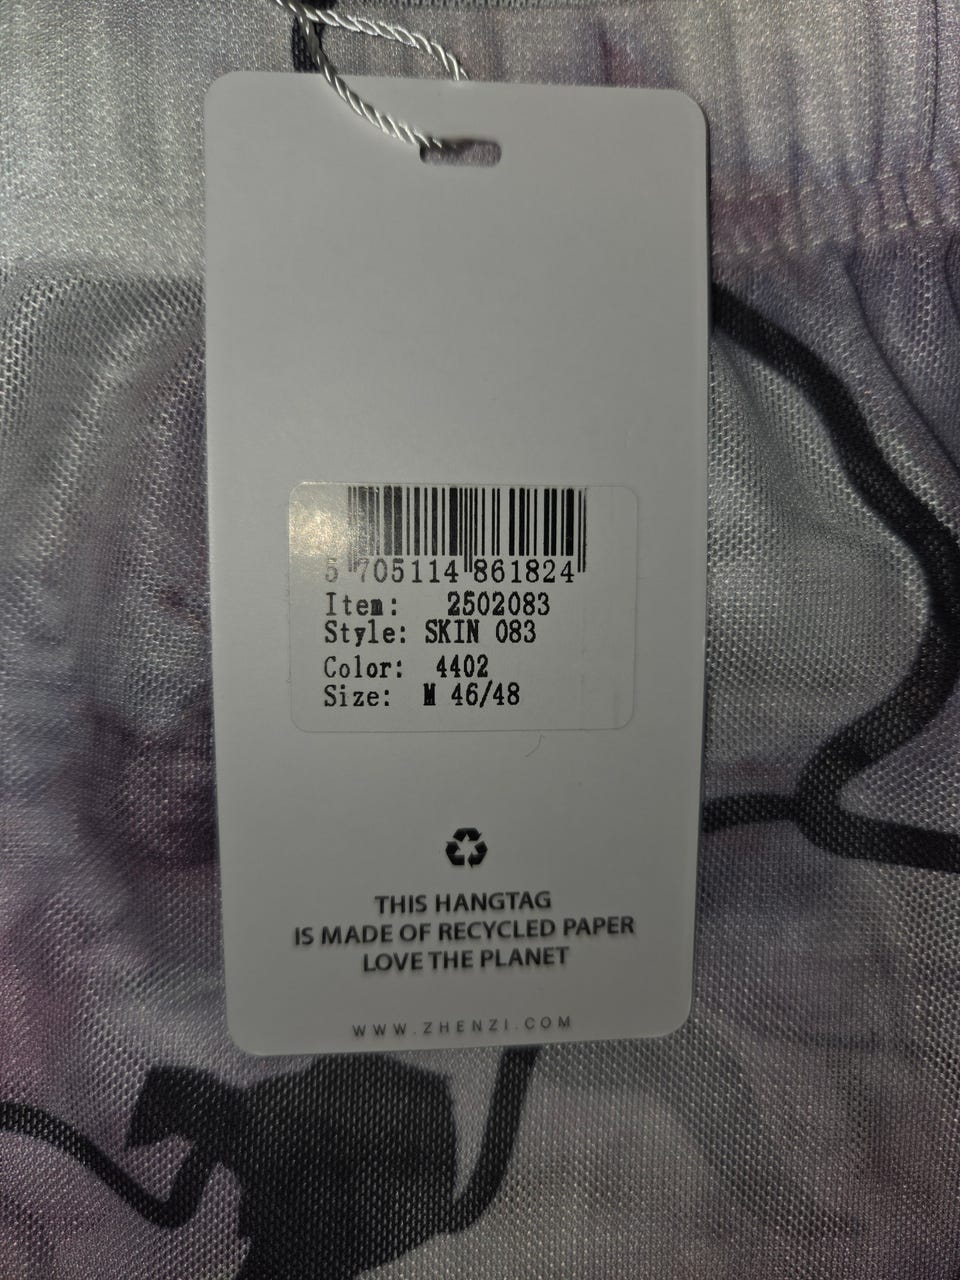 5 705114 861824
Item: 2502083
Style: SKIN 083
Color: 4402
Size: M 46/48
THIS HANGTAG
IS MADE OF RECYCLED PAPER
LOVE THE PLANET
WWW.ZHENZI.COM